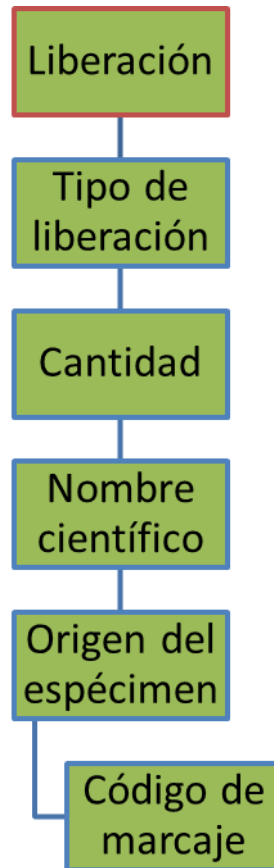 Liberación
Tipo de
liberación
Cantidad
Nombre
científico
Origen del
espécimen
Código de
marcaje